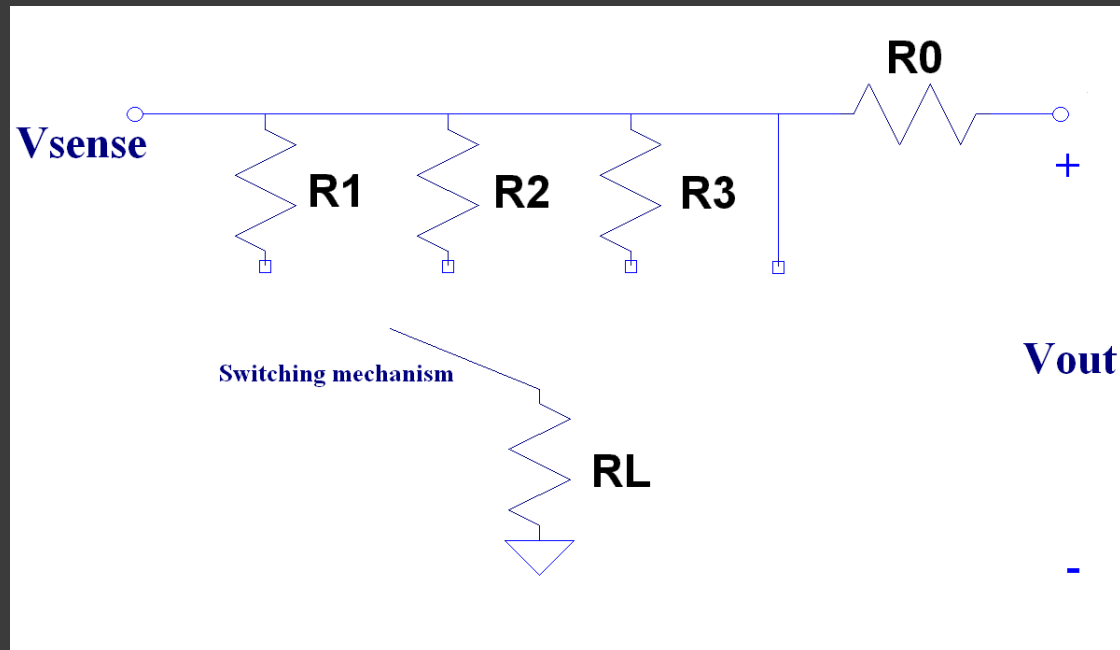 R0
Vsense
+
R1
R2
R3
Vout
Switching mechanism
RL
-